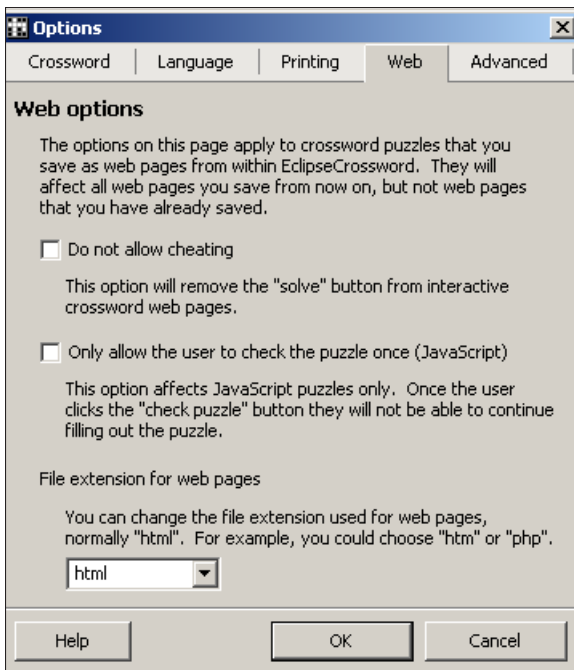 Options
Crossword
Language
Printing
Web
Advanced
Web options
The options on this page apply to crossword puzzles that you
save as web pages from within EclipseCrossword. They will
affect all web pages you save from now on, but not web pages
that you have already saved.
Do not allow cheating
This option will remove the "solve" button from interactive
crossword web pages.
Only allow the user to check the puzzle once (JavaScript)
This option affects JavaScript puzzles only. Once the user
clicks the "check puzzle" button they will not be able to continue
filling out the puzzle.
File extension for web pages
You can change the file extension used for web pages,
normally "html". For example, you could choose "htm" or "php".
html
Help
OK
Cancel